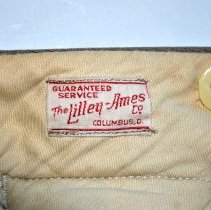 GUARANTEED
SERVICE
The Lilley-Ames
Co
COLUMBUS, O.